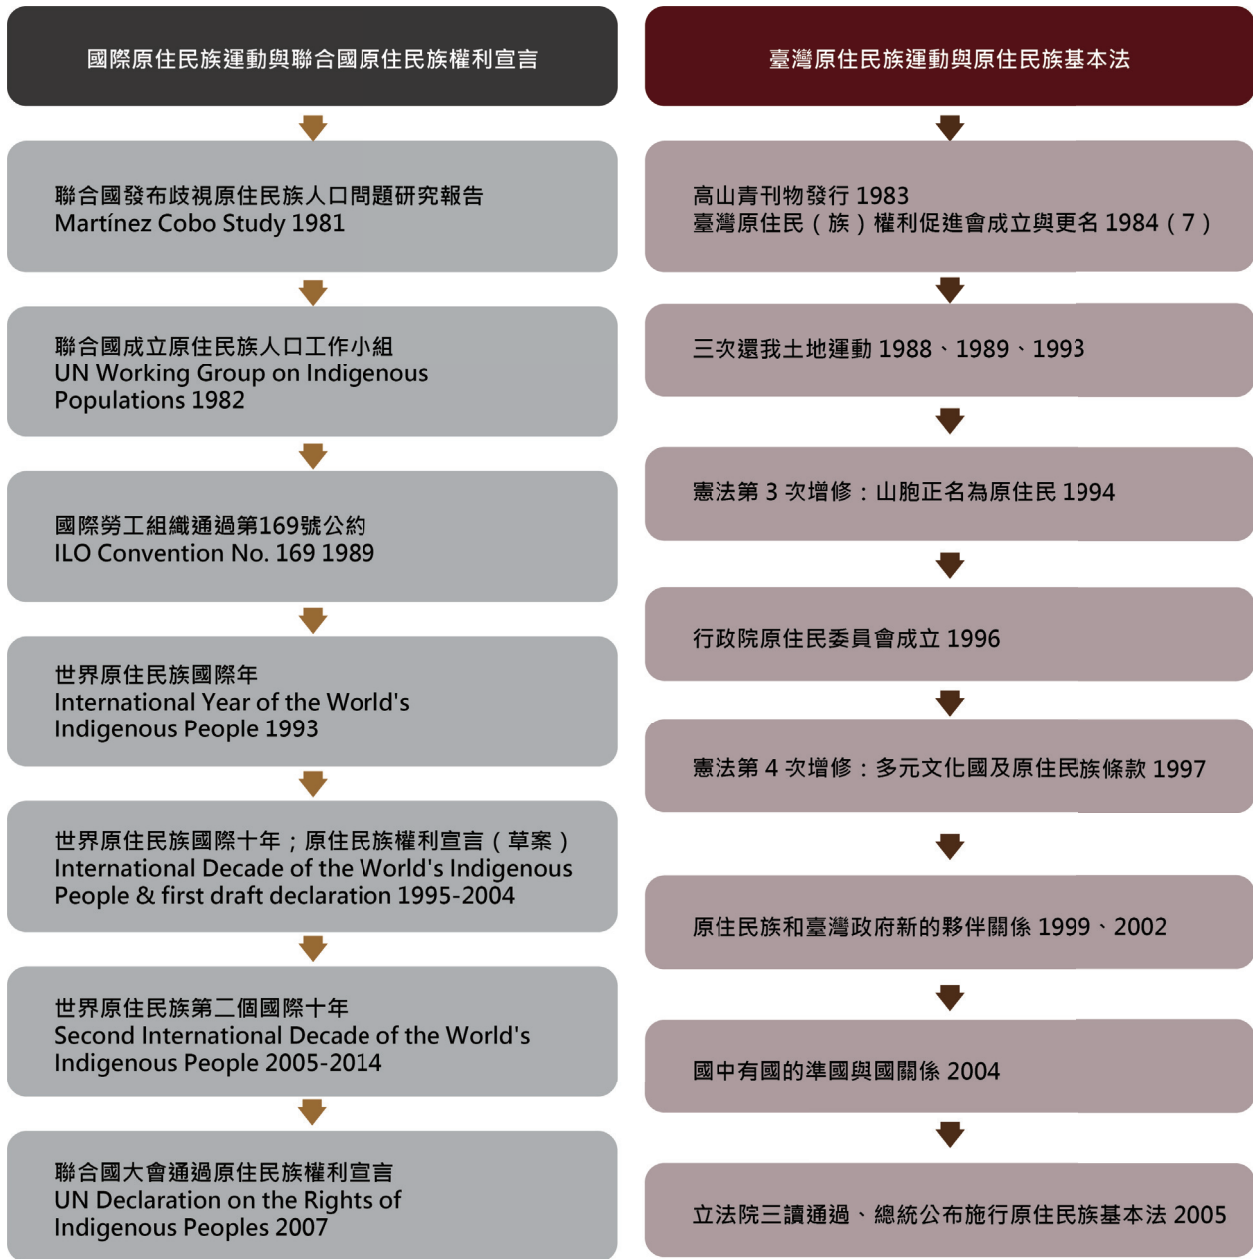 國際原住民族運動與聯合國原住民族權利宣言
聯合國發布歧視原住民族人口問題研究報告
Martínez Cobo Study 1981
聯合國成立原住民族人口工作小組
UN Working Group on Indigenous
Populations 1982
國際勞工組織通過第169號公約
ILO Convention No. 169 1989
世界原住民族國際年
International Year of the World's
Indigenous People 1993
世界原住民族國際十年；原住民族權利宣言（草案）
International Decade of the World's Indigenous
People & first draft declaration 1995-2004
世界原住民族第二個國際十年
Second International Decade of the World's
Indigenous People 2005-2014
聯合國大會通過原住民族權利宣言
UN Declaration on the Rights of
Indigenous Peoples 2007
臺灣原住民族運動與原住民族基本法
高山青刊物發行 1983
臺灣原住民（族）權利促進會成立與更名 1984（7）
三次還我土地運動 1988、1989、1993
憲法第 3 次增修：山胞正名為原住民 1994
行政院原住民委員會成立 1996
憲法第 4 次增修：多元文化國及原住民族條款 1997
原住民族和臺灣政府新的夥伴關係 1999、2002
國中有國的準國與國關係 2004
立法院三讀通過、總統公布施行原住民族基本法 2005